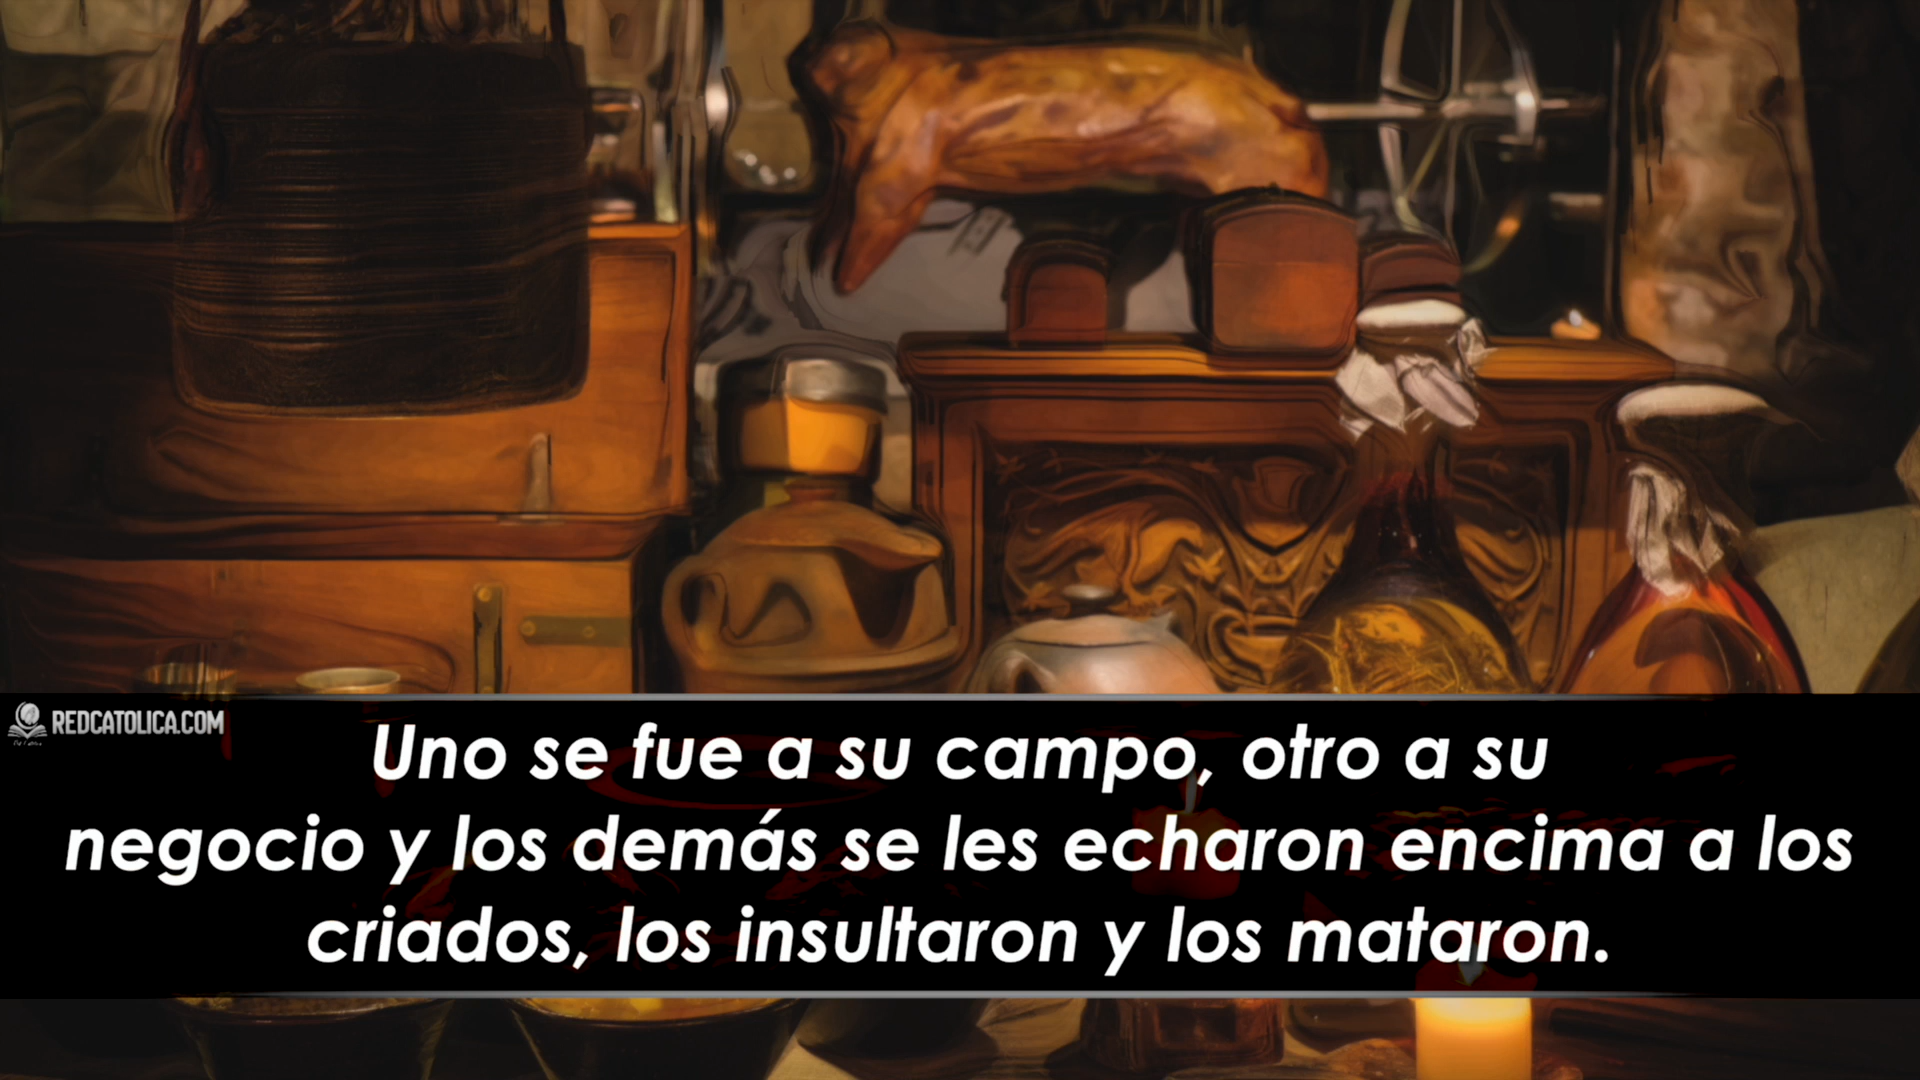 REDCATOLICA.COM
Uno se fue a su campo, otro a su
negocio y los demás se les echaron encima a los
criados, los insultaron y los mataron.